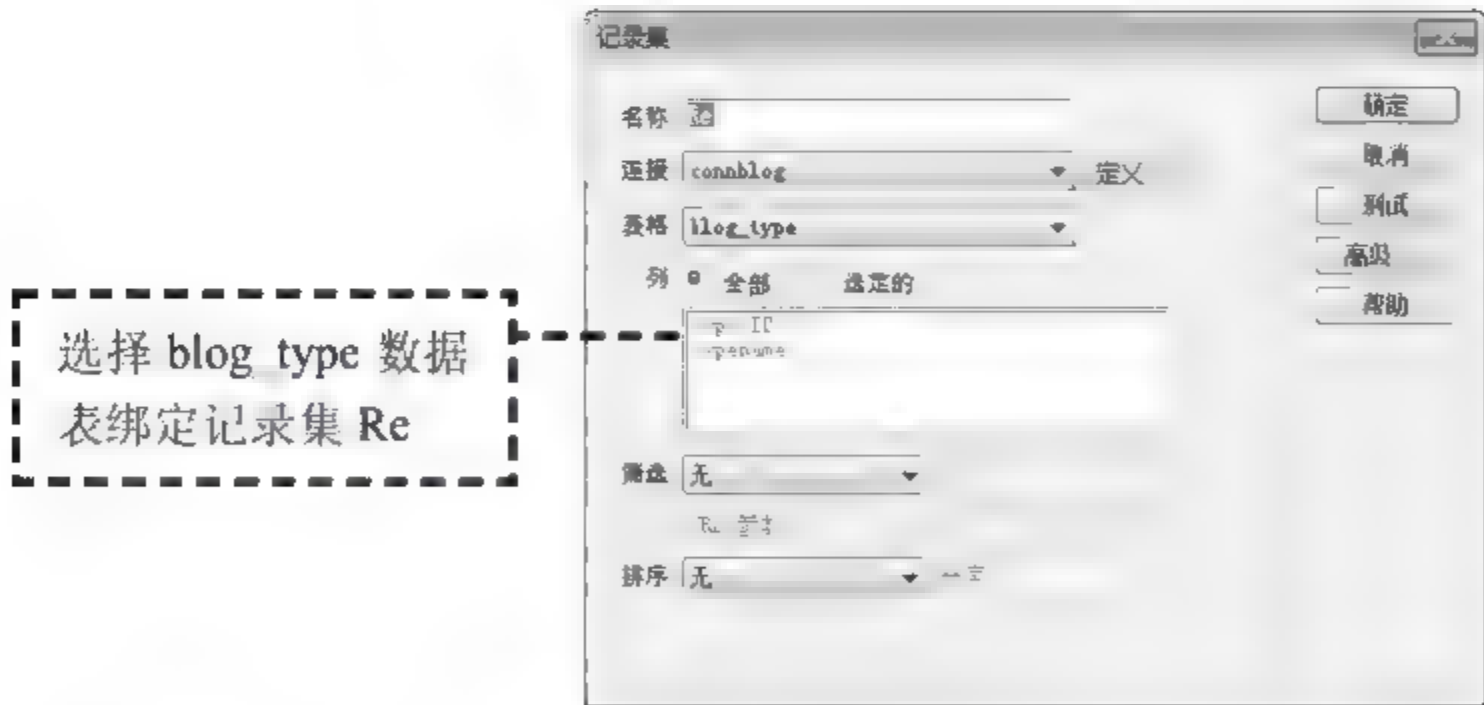 记录集
名称 Re
连接 connblog 定义
表格 blog_type
列 全部 选定的
筛选 无
排序 无
确定
取消
测试
高级
帮助
选择 blog_type 数据
表绑定记录集 Re